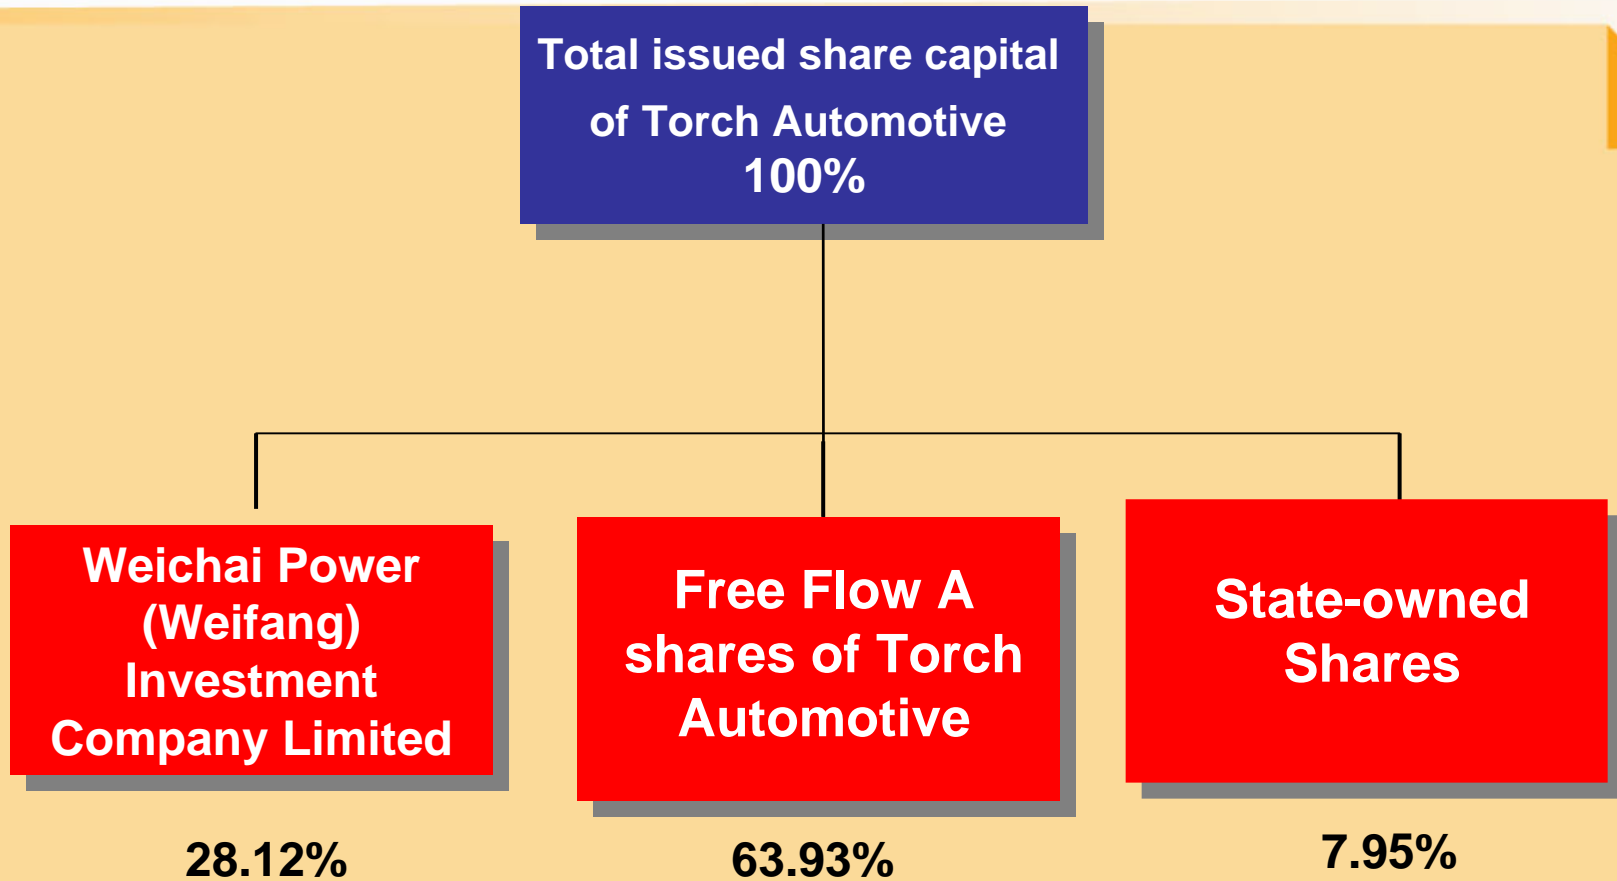 Total issued share capital
of Torch Automotive
100%
Weichai Power
(Weifang)
Investment
Company Limited
28.12%
Free Flow A
shares of Torch
Automotive
63.93%
State-owned
Shares
7.95%